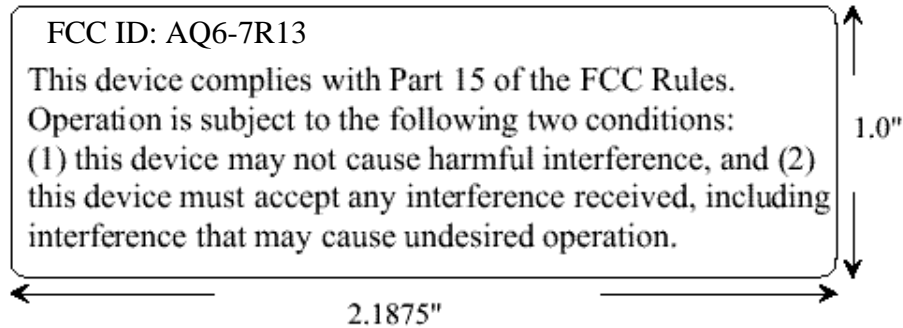 FCC ID: AQ6-7R13
This device complies with Part 15 of the FCC Rules.
Operation is subject to the following two conditions:
(1) this device may not cause harmful interference, and (2)
this device must accept any interference received, including
interference that may cause undesired operation.
1.0"
2.1875"